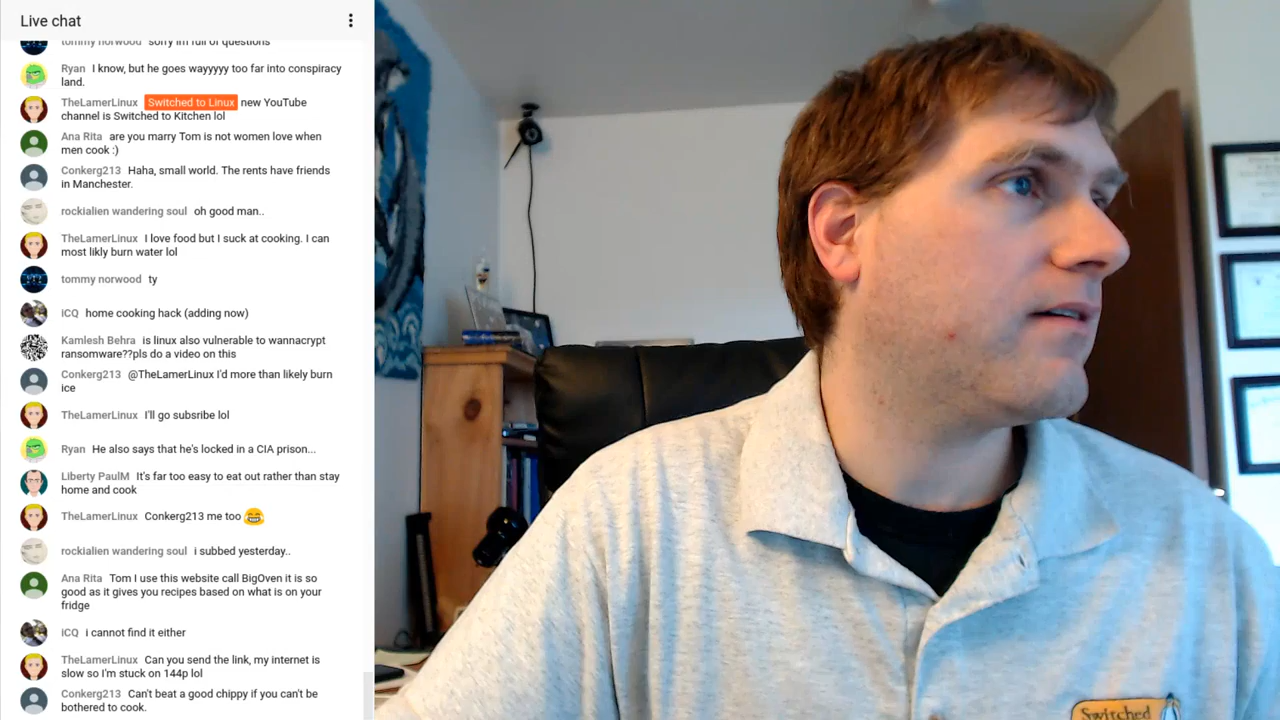 Live chat
tommy norwood sorry im full of questions
Ryan I know, but he goes wayyyyy too far into conspiracy
land.
TheLamerLinux Switched to Linux new YouTube
channel is Switched to Kitchen lol
Ana Rita are you marry Tom is not women love when
men cook :)
Conkerg213 Haha, small world. The rents have friends
in Manchester.
rockialien wandering soul oh good man..
TheLamerLinux I love food but I suck at cooking. I can
most likly burn water lol
tommy norwood ty
iCQ home cooking hack (adding now)
Kamlesh Behra is linux also vulnerable to wannacrypt
ransomware??pls do a video on this
Conkerg213 @TheLamerLinux I'd more than likely burn
ice
TheLamerLinux I'll go subsribe lol
Ryan He also says that he's locked in a CIA prison...
Liberty PaulM It's far too easy to eat out rather than stay
home and cook
TheLamerLinux Conkerg213 me too 😂
rockialien wandering soul i subbed yesterday..
Ana Rita Tom I use this website call BigOven it is so
good as it gives you recipes based on what is on your
fridge
iCQ i cannot find it either
TheLamerLinux Can you send the link, my internet is
slow so I'm stuck on 144p lol
Conkerg213 Can't beat a good chippy if you can't be
bothered to cook.
Switched